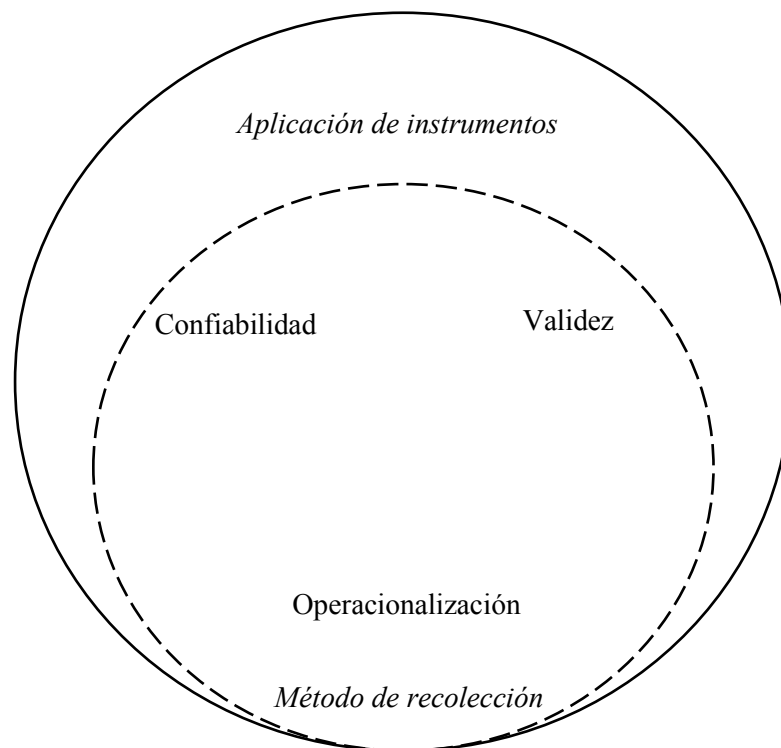 Aplicación de instrumentos
Confiabilidad
Validez
Operacionalización
Método de recolección